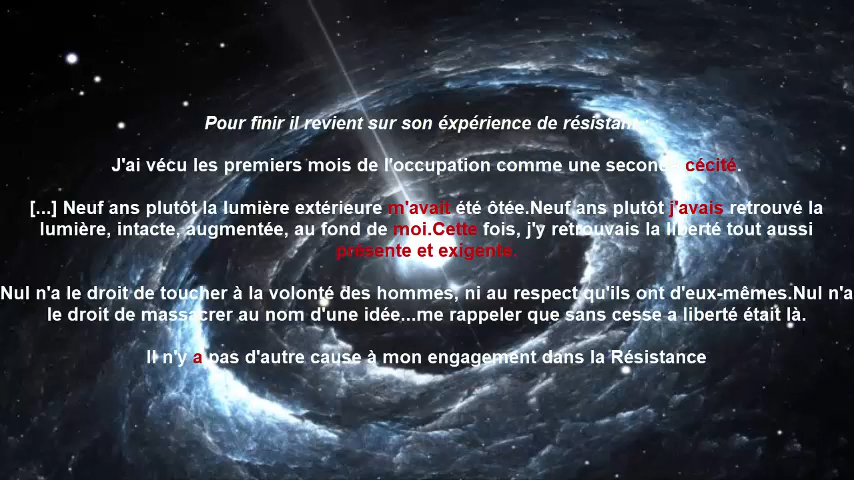 Pour finir il revient sur son éxpérience de résistant :
J'ai vécu les premiers mois de l'occupation comme une seconde cécité.
[...] Neuf ans plutôt la lumière extérieure m'avait été ôtée.Neuf ans plutôt j'avais retrouvé la
lumière, intacte, augmentée, au fond de moi.Cette fois, j'y retrouvais la liberté tout aussi
présente et exigente.
Nul n'a le droit de toucher à la volonté des hommes, ni au respect qu'ils ont d'eux-mêmes.Nul n'a
le droit de massacrer au nom d'une idée...me rappeler que sans cesse a liberté était là.
Il n'y a pas d'autre cause à mon engagement dans la Résistance